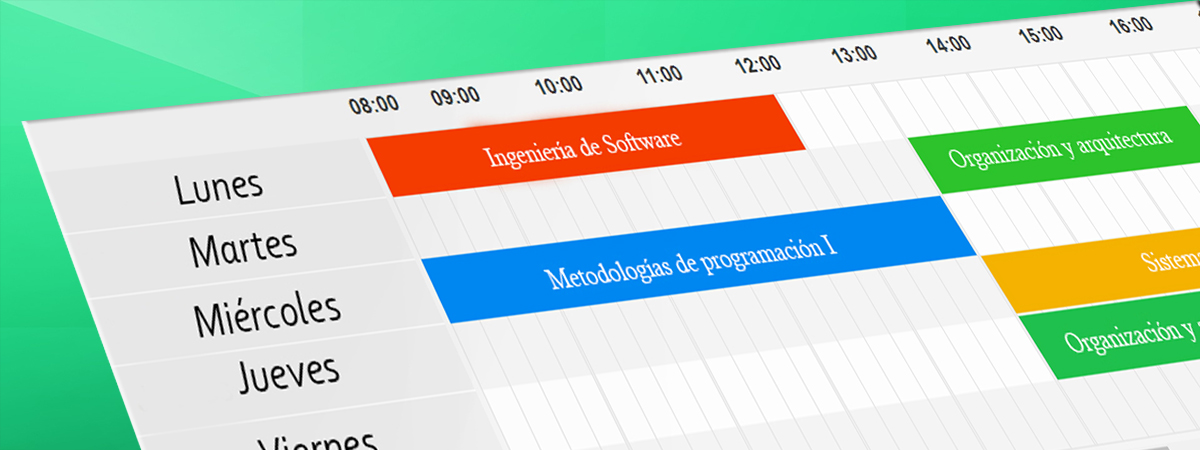 08:00 09:00 10:00 11:00 12:00 13:00 14:00 15:00 16:00
Lunes Ingeniería de Software
Martes Organización y arquitectura
Miércoles Metodologías de programación I
Jueves
Organización y
Viernes